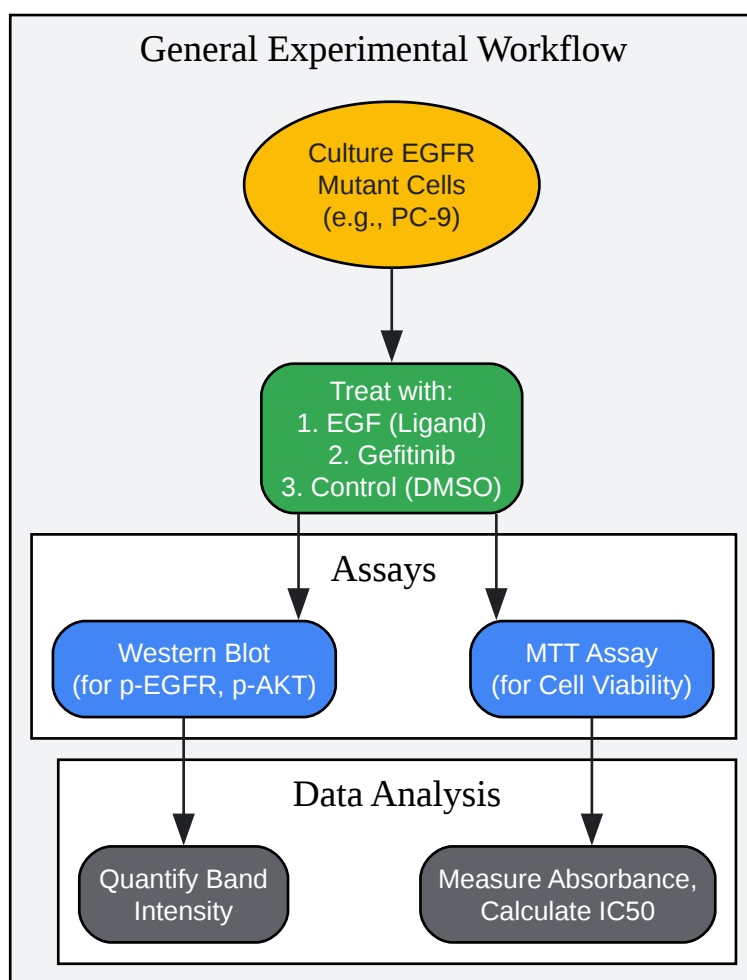 General Experimental Workflow
Culture EGFR
Mutant Cells
(e.g., PC-9)
Treat with:
1. EGF (Ligand)
2. Gefitinib
3. Control (DMSO)
Assays
Western Blot
(for p-EGFR, p-AKT)
MTT Assay
(for Cell Viability)
Data Analysis
Quantify Band
Intensity
Measure Absorbance,
Calculate IC50